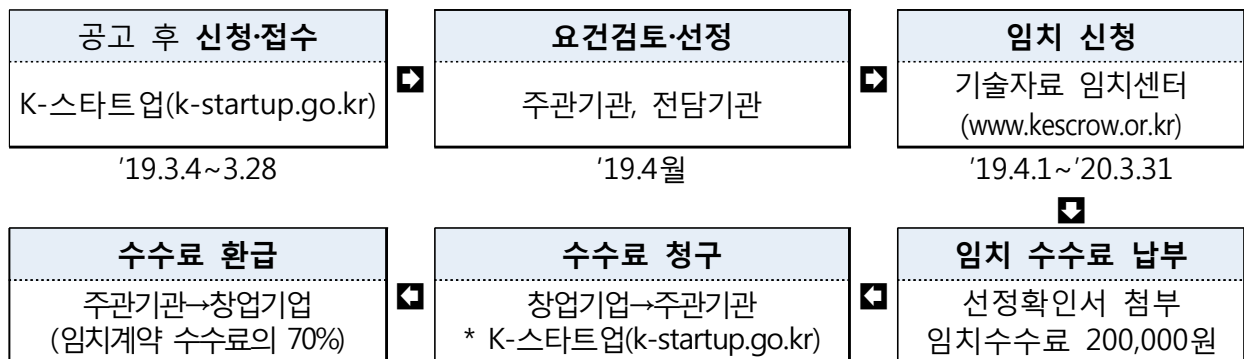 공고 후 신청·접수
K-스타트업(k-startup.go.kr)
'19.3.4~3.28
요건검토·선정
주관기관, 전담기관
'19.4월
임치 신청
기술자료 임치센터
(www.kescrow.or.kr)
'19.4.1~'20.3.31
임치 수수료 납부
선정확인서 첨부
임치수수료 200,000원
수수료 청구
창업기업→주관기관
* K-스타트업(k-startup.go.kr)
수수료 환급
주관기관→창업기업
(임치계약 수수료의 70%)